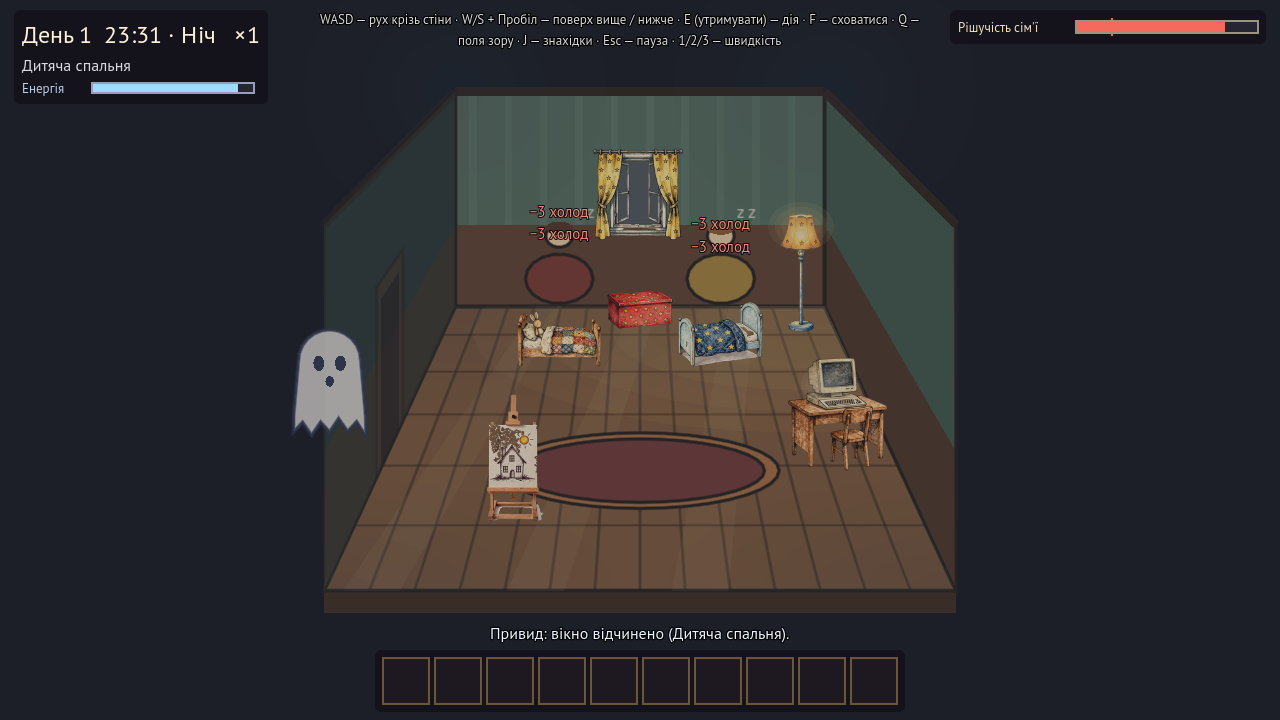 День 1 23:31 · Ніч ×1
Дитяча спальня
Енергія
WASD — рух крізь стіни · W/S + Пробіл — поверх вище / нижче · E (утримувати) — дія · F — сховатися · Q —
поля зору · J — знахідки · Esc — пауза · 1/2/3 — швидкість
Рішучість сім'ї
−3 холод
−3 холод
z z
−3 холод
−3 холод
Привид: вікно відчинено (Дитяча спальня).